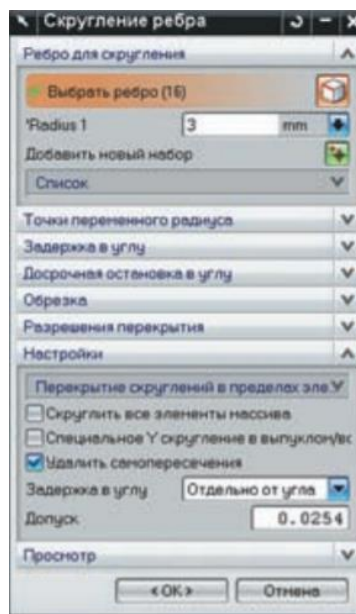 Скругление ребра
Ребро для скругления
Выбрать ребро (16)
*Radius 1 3 mm
Добавить новый набор
Список
Точки переменного радиуса
Задержка в углу
Досрочная остановка в углу
Обрезка
Разрешения перекрытия
Настройки
Перекрытие скруглений в пределах эле
Скруглить все элементы массива
Специальное Y скругление в выпуклом/вс
Удалить самопересечения
Задержка в углу Отдельно от угла
Допуск 0.0254
Просмотр
<OK> Отмена